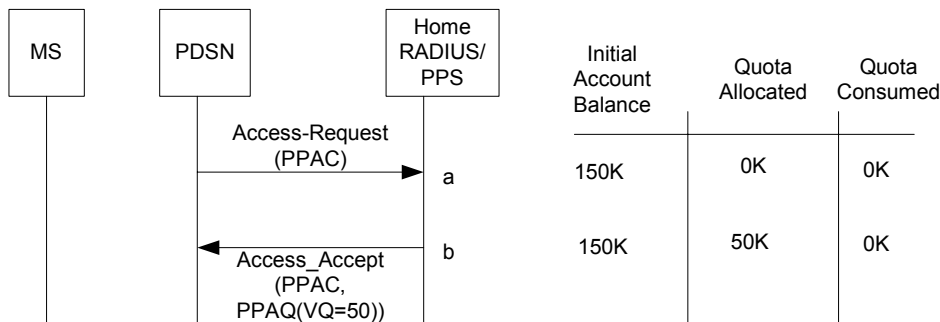 MS
PDSN
Home
RADIUS/
PPS
Initial
Account
Balance
Quota
Allocated
Quota
Consumed
Access-Request
(PPAC)
a
150K
0K
0K
b
150K
50K
0K
Access_Accept
(PPAC,
PPAQ(VQ=50))